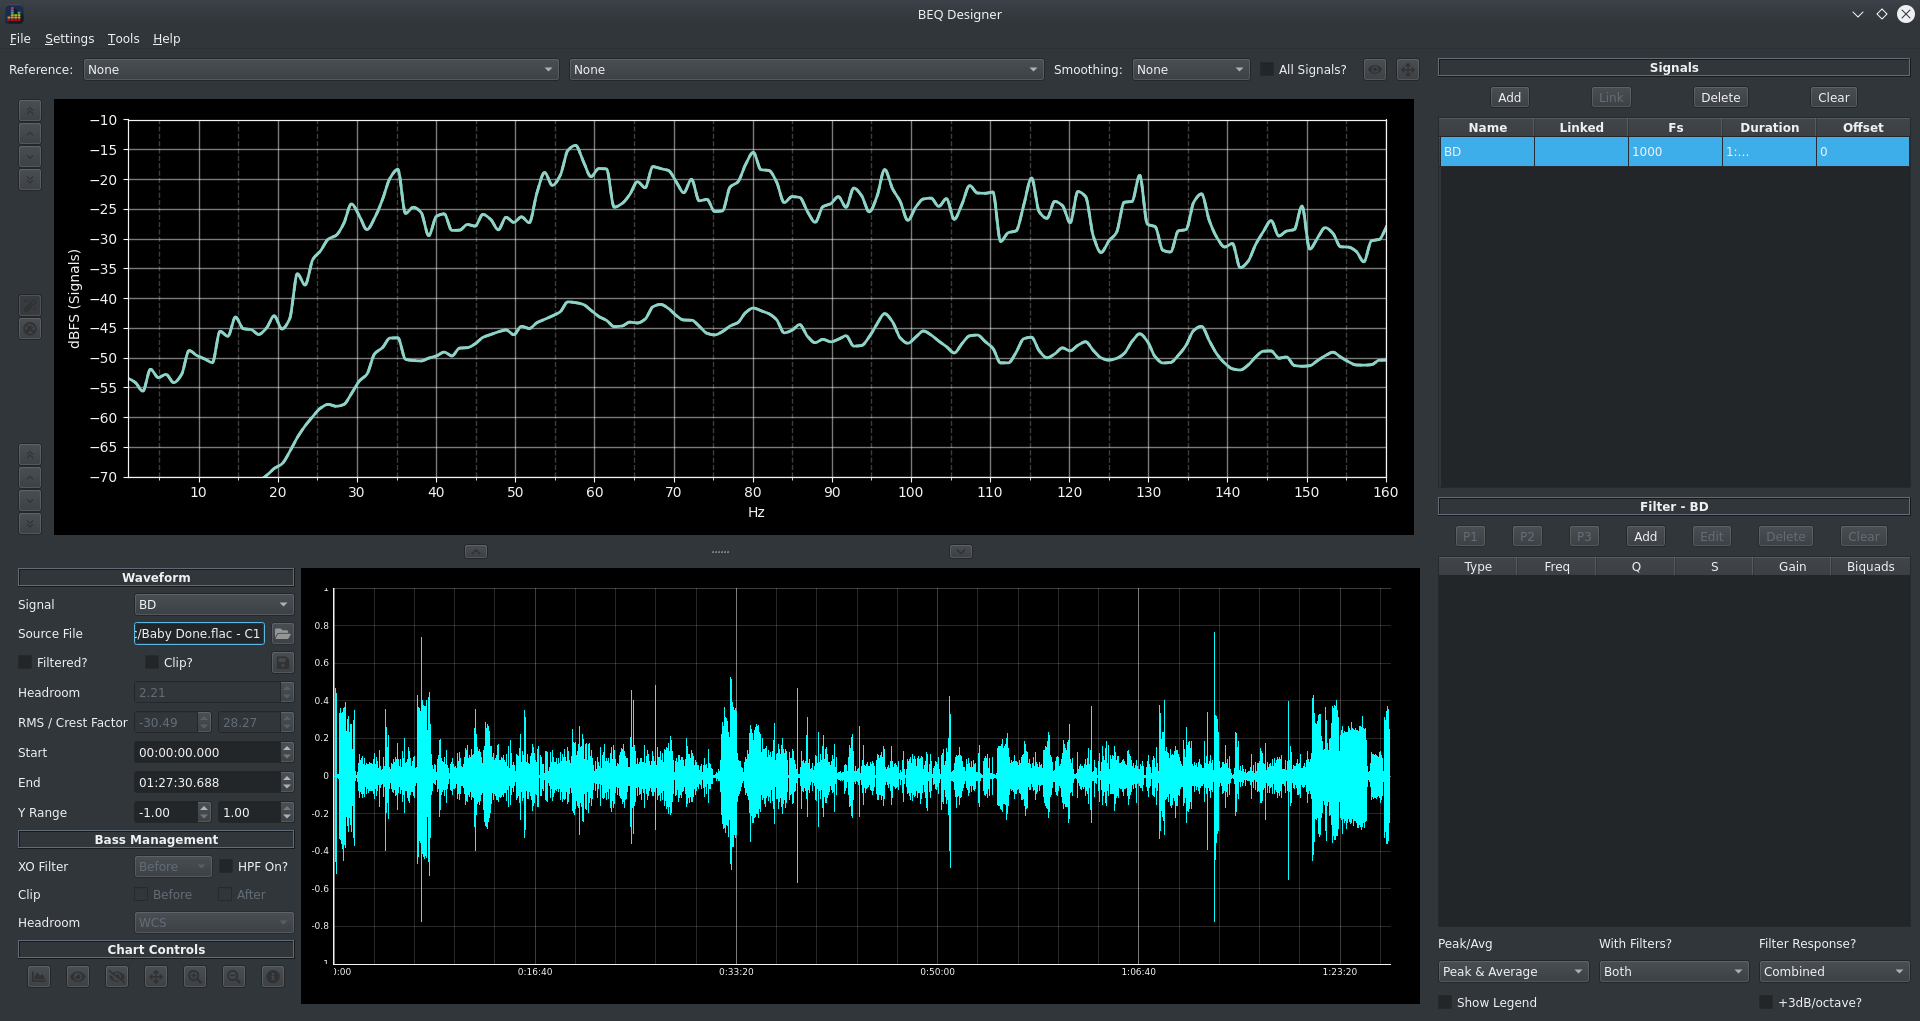 BEQ Designer
File Settings Tools Help
Reference: None None Smoothing: None All Signals?
Signals
Add Link Delete Clear
Name Linked Fs Duration Offset
BD 1000 1:... 0
−10
−15
−20
−25
−30
−35
−40
−45
−50
−55
−60
−65
−70
dBFS (Signals)
10 20 30 40 50 60 70 80 90 100 110 120 130 140 150 160
Hz
Filter - BD
P1 P2 P3 Add Edit Delete Clear
Type Freq Q S Gain Biquads
Waveform
Signal BD
Source File :/Baby Done.flac - C1
Filtered? Clip?
Headroom 2.21
RMS / Crest Factor -30.49 28.27
Start 00:00:00.000
End 01:27:30.688
Y Range -1.00 1.00
Bass Management
XO Filter Before HPF On?
Clip Before After
Headroom WCS
Chart Controls
1
0.8
0.6
0.4
0.2
0
-0.2
-0.4
-0.6
-0.8
-1
):00 0:16:40 0:33:20 0:50:00 1:06:40 1:23:20
Peak/Avg With Filters? Filter Response?
Peak & Average Both Combined
Show Legend +3dB/octave?